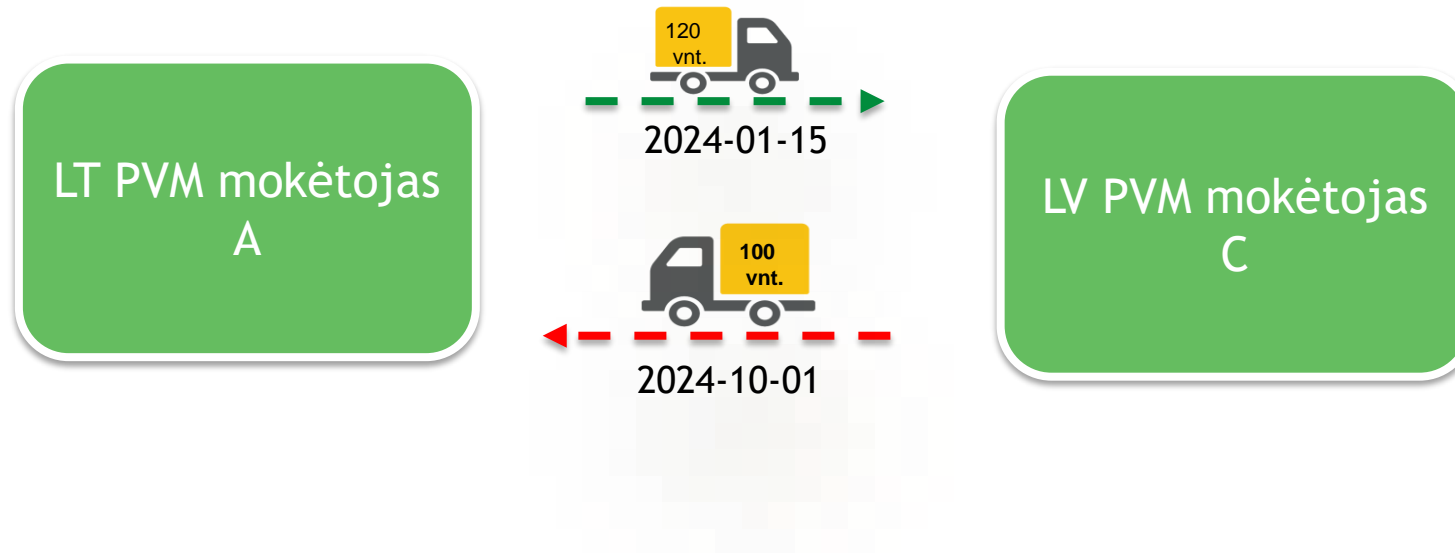 120
vnt.
2024-01-15
LT PVM mokėtojas
A
LV PVM mokėtojas
C
100
vnt.
2024-10-01